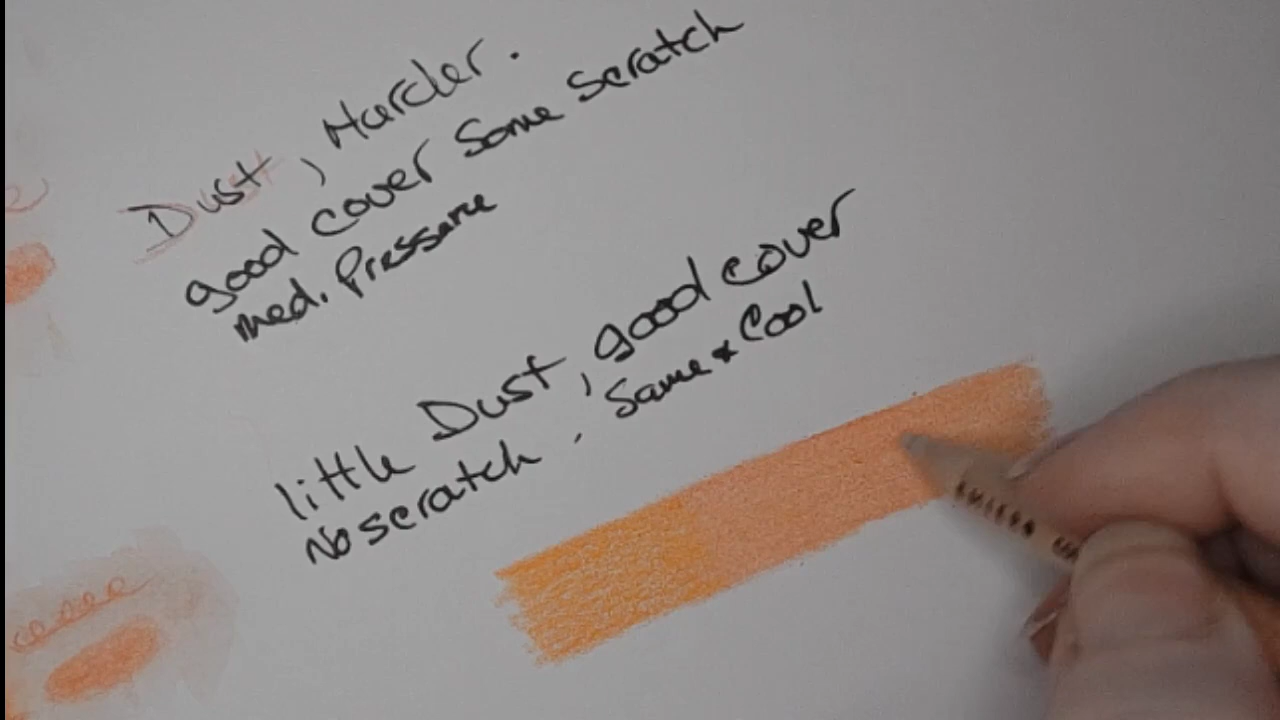 Dust, Harder.
good cover Some Scratch
med. Pressure
little Dust, good cover
No scratch. Same & Cool